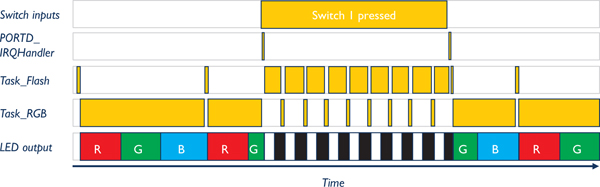 Switch inputs
Switch 1 pressed
PORTD_
IRQHandler
Task_Flash
Task_RGB
LED output
R G B R G G B R G
Time